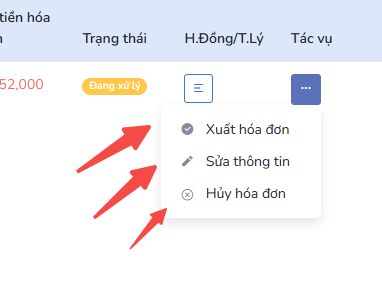 tiền hóa
Trạng thái
H.Đồng/T.Lý
Tác vụ
52,000
Đang xử lý
Xuất hóa đơn
Sửa thông tin
Hủy hóa đơn